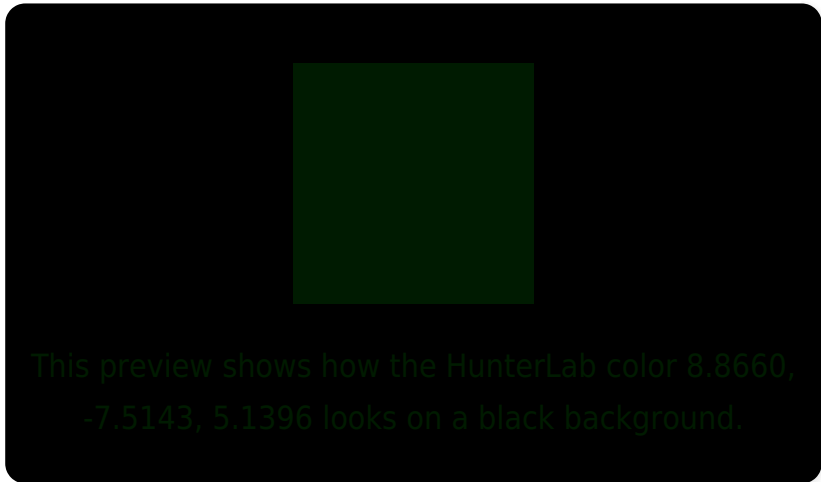 This preview shows how the HunterLab color 8.8660,
-7.5143, 5.1396 looks on a black background.